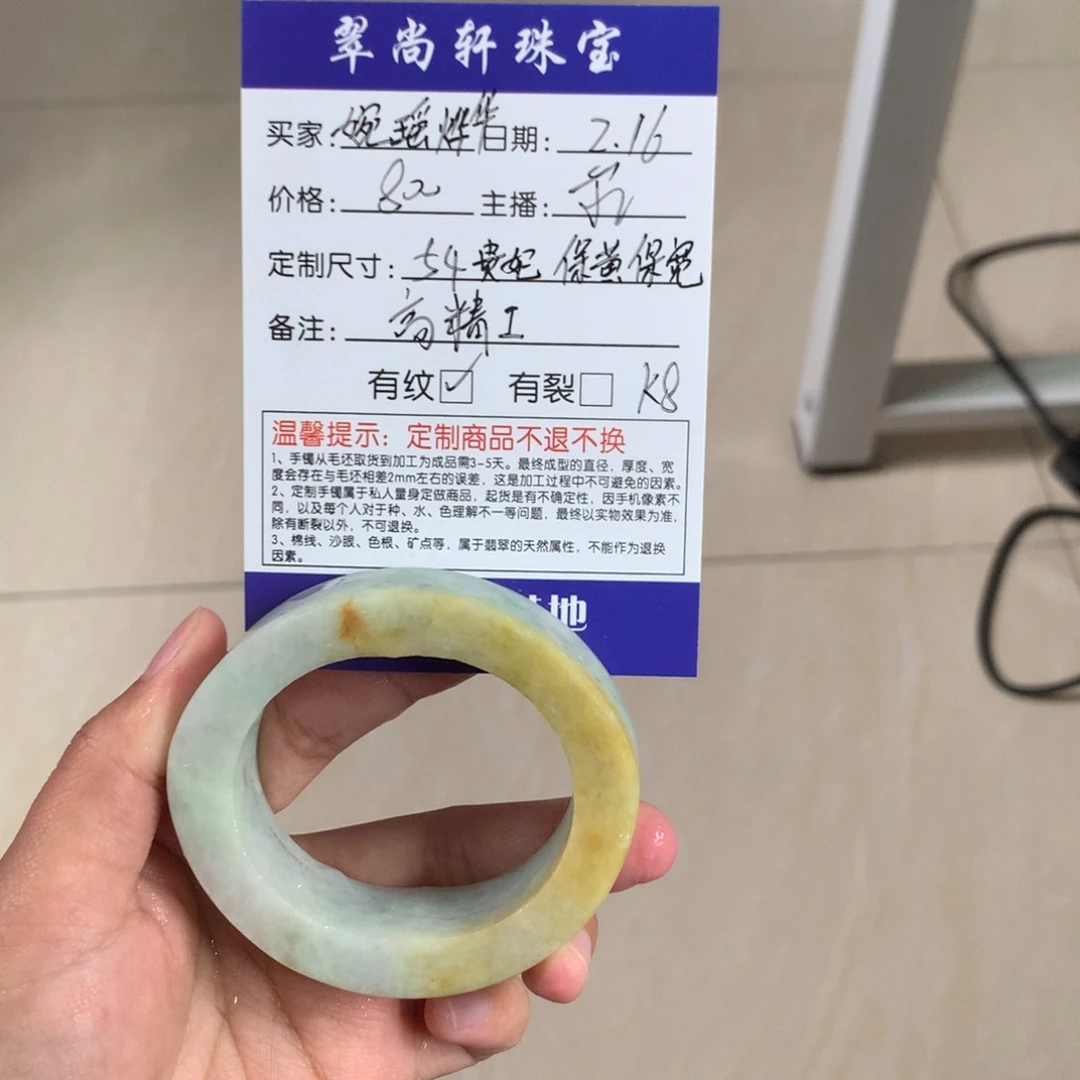 翠尚轩珠宝
买家：婉瑶烨华 日期：2.16
价格：800 主播：
定制尺寸：54贵妃 保黄保宽
备注：高精工
有纹☑ 有裂□ K8
温馨提示：定制商品不退不换
1、手镯从毛坯取货到加工为成品需3-5天。最终成型的直径，厚度、宽
度会存在与毛坯相差2mm左右的误差，这是加工过程中不可避免的因素。
2、定制手镯属于私人量身定做商品，起货是有不确定性，因手机像素不
同，以及每个人对于种、水、色理解不一等问题，最终以实物效果为准，
除有断裂以外，不可退换。
3、棉线、沙眼、色根、矿点等，属于翡翠的天然属性，不能作为退换
因素。
地